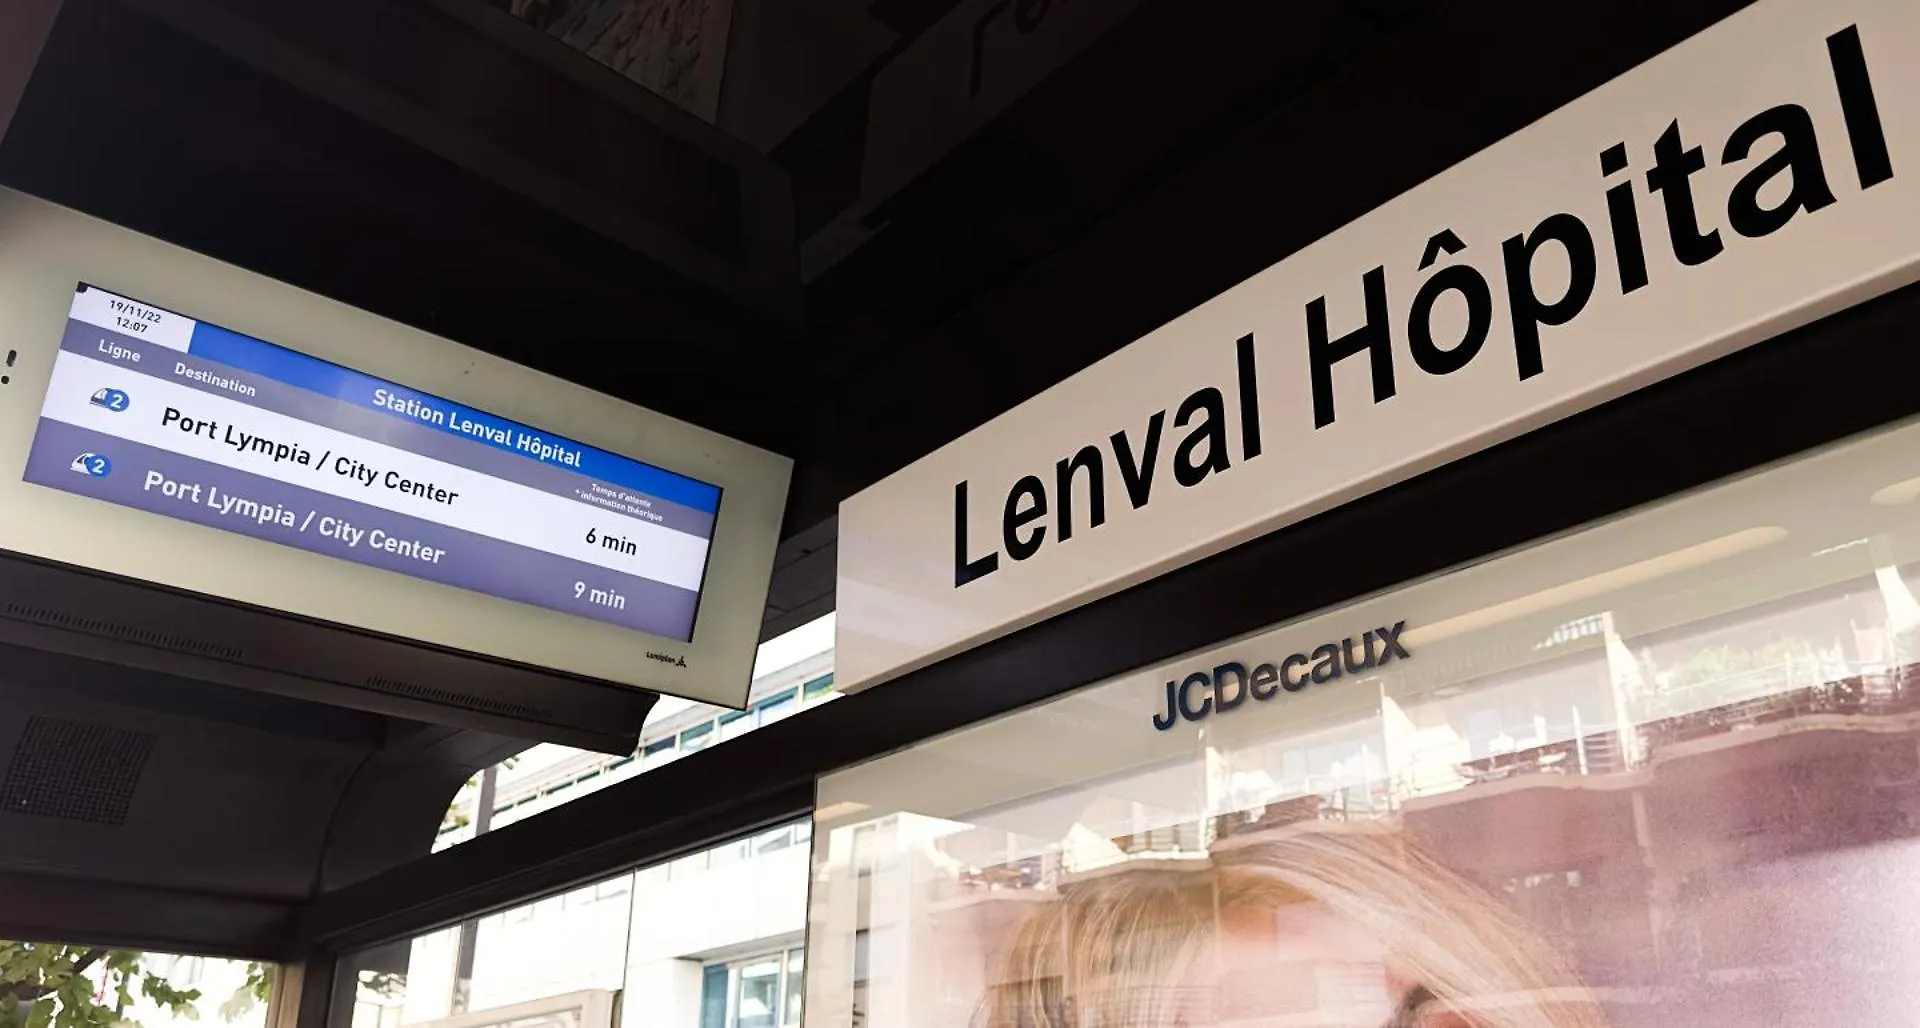 19/11/22
12:07
Station Lenval Hôpital
Ligne Destination Temps d'attente
* information théorique
2 Port Lympia / City Center 6 min
2 Port Lympia / City Center 9 min
Lumiplan
Lenval Hôpital
JCDecaux